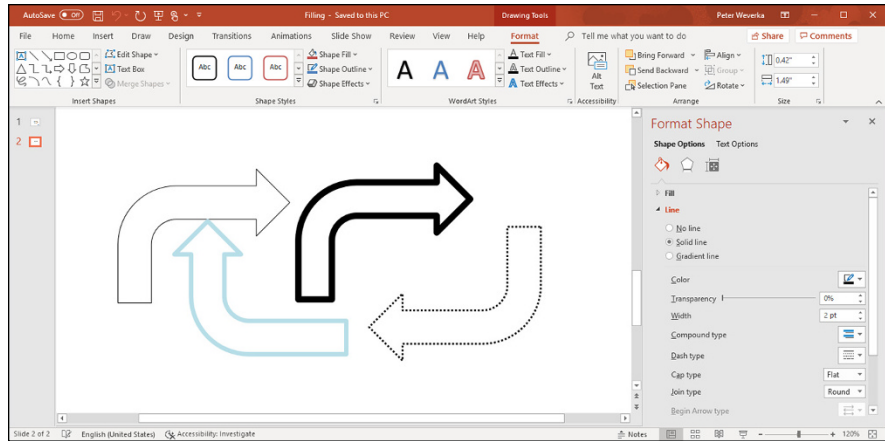 AutoSave Off Filling - Saved to this PC Drawing Tools Peter Weverka
File Home Insert Draw Design Transitions Animations Slide Show Review View Help Format Tell me what you want to do Share Comments
Edit Shape
Text Box
Merge Shapes
Insert Shapes
Abc Abc Abc
Shape Fill
Shape Outline
Shape Effects
Shape Styles
A A A
Text Fill
Text Outline
Text Effects
WordArt Styles
Alt
Text
Accessibility
Bring Forward
Send Backward
Selection Pane
Align
Group
Rotate
Arrange
0.42"
1.49"
Size
1
2
Format Shape
Shape Options Text Options
Fill
Line
No line
Solid line
Gradient line
Color
Transparency 0%
Width 2 pt
Compound type
Dash type
Cap type Flat
Join type Round
Begin Arrow type
Slide 2 of 2 English (United States) Accessibility: Investigate Notes 120%